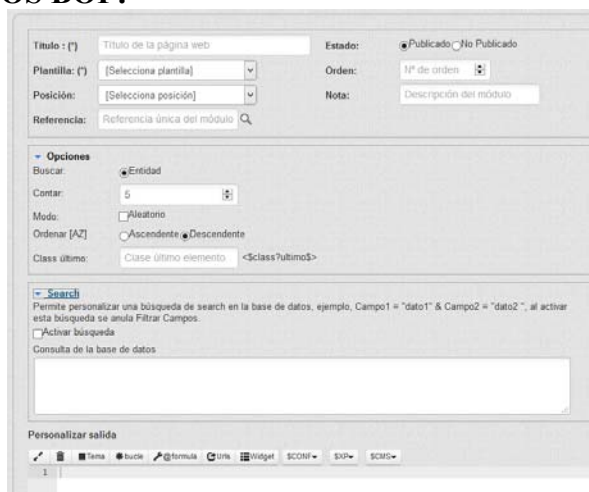 OS BOP:
Título : (*) Título de la página web Estado: Publicado No Publicado
Plantilla: (*) [Selecciona plantilla] Orden: Nº de orden
Posición: [Selecciona posición] Nota: Descripción del módulo
Referencia: Referencia única del módulo
Opciones
Buscar: Entidad
Contar: 5
Modo: Aleatorio
Ordenar [AZ] Ascendente Descendente
Class último: Clase último elemento <$class?ultimo$>
Search
Permite personalizar una búsqueda de search en la base de datos, ejemplo, Campo1 = "dato1" & Campo2 = "dato2 ", al activar
esta búsqueda se anula Filtrar Campos.
Activar búsqueda
Consulta de la base de datos
Personalizar salida
Tema bucle @formula Urls Widget $CONF $XP $CMS
1